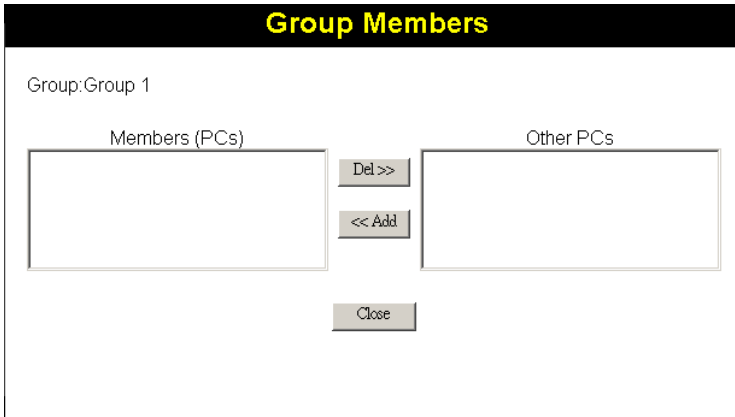 Group Members
Group:Group 1
Members (PCs)
Other PCs
Del >>
<< Add
Close